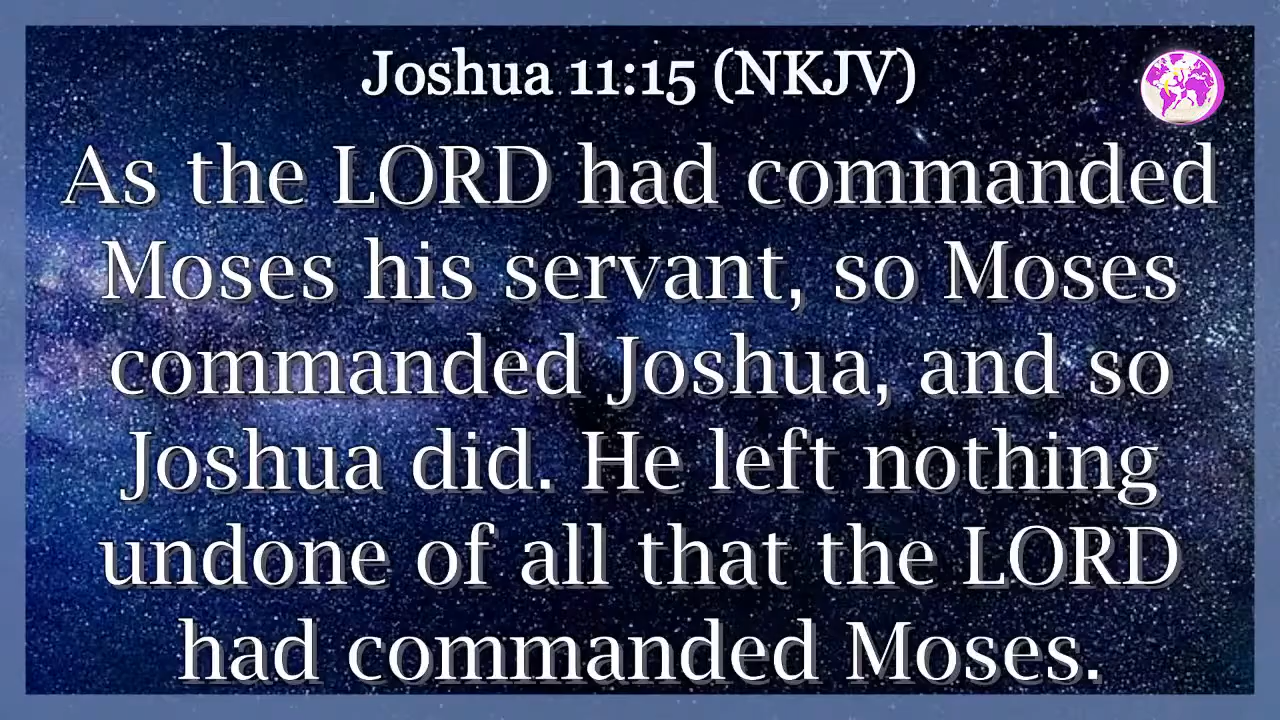 Joshua 11:15 (NKJV)
As the LORD had commanded
Moses his servant, so Moses
commanded Joshua, and so
Joshua did. He left nothing
undone of all that the LORD
had commanded Moses.